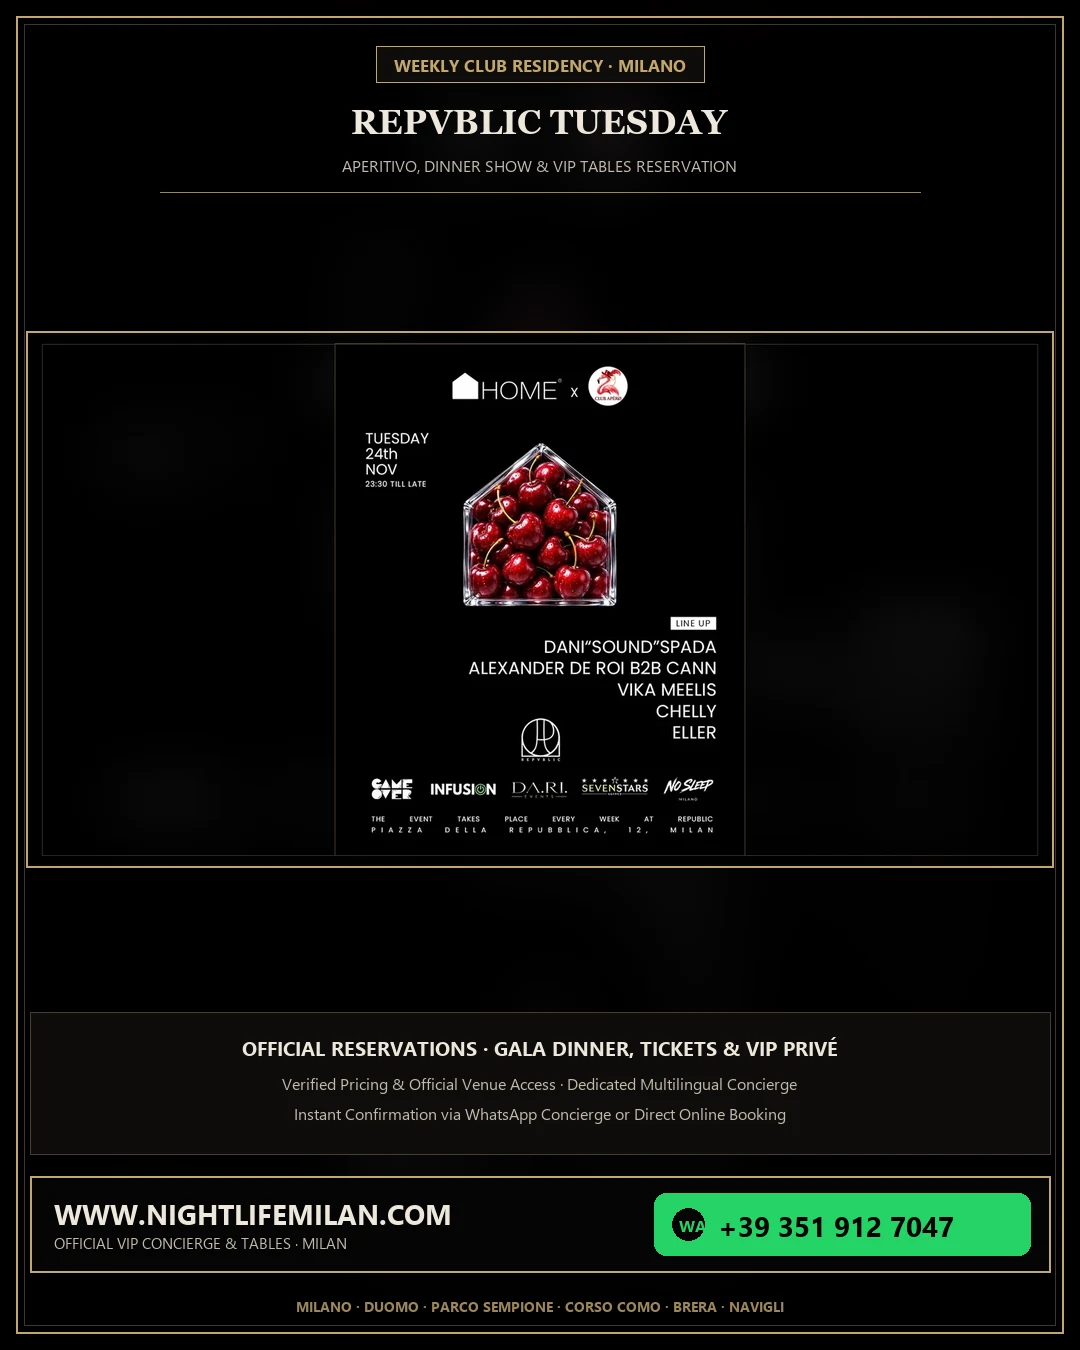 WEEKLY CLUB RESIDENCY · MILANO
REPVBLIC TUESDAY
APERITIVO, DINNER SHOW & VIP TABLES RESERVATION
HOME® x
CLUB APÉRO
TUESDAY
24th
NOV
23:30 TILL LATE
LINE UP
DANI“SOUND”SPADA
ALEXANDER DE ROI B2B CANN
VIKA MEELIS
CHELLY
ELLER
REPVBLIC
GAME OVER
INFUSION
DA.RI.
EVENTS
SEVENSTARS
NO SLEEP
MILANO
THE EVENT TAKES PLACE EVERY WEEK AT REPUBLIC
PIAZZA DELLA REPUBBLICA, 12, MILAN
OFFICIAL RESERVATIONS · GALA DINNER, TICKETS & VIP PRIVÉ
Verified Pricing & Official Venue Access · Dedicated Multilingual Concierge
Instant Confirmation via WhatsApp Concierge or Direct Online Booking
WWW.NIGHTLIFEMILAN.COM
OFFICIAL VIP CONCIERGE & TABLES · MILAN
WA +39 351 912 7047
MILANO · DUOMO · PARCO SEMPIONE · CORSO COMO · BRERA · NAVIGLI